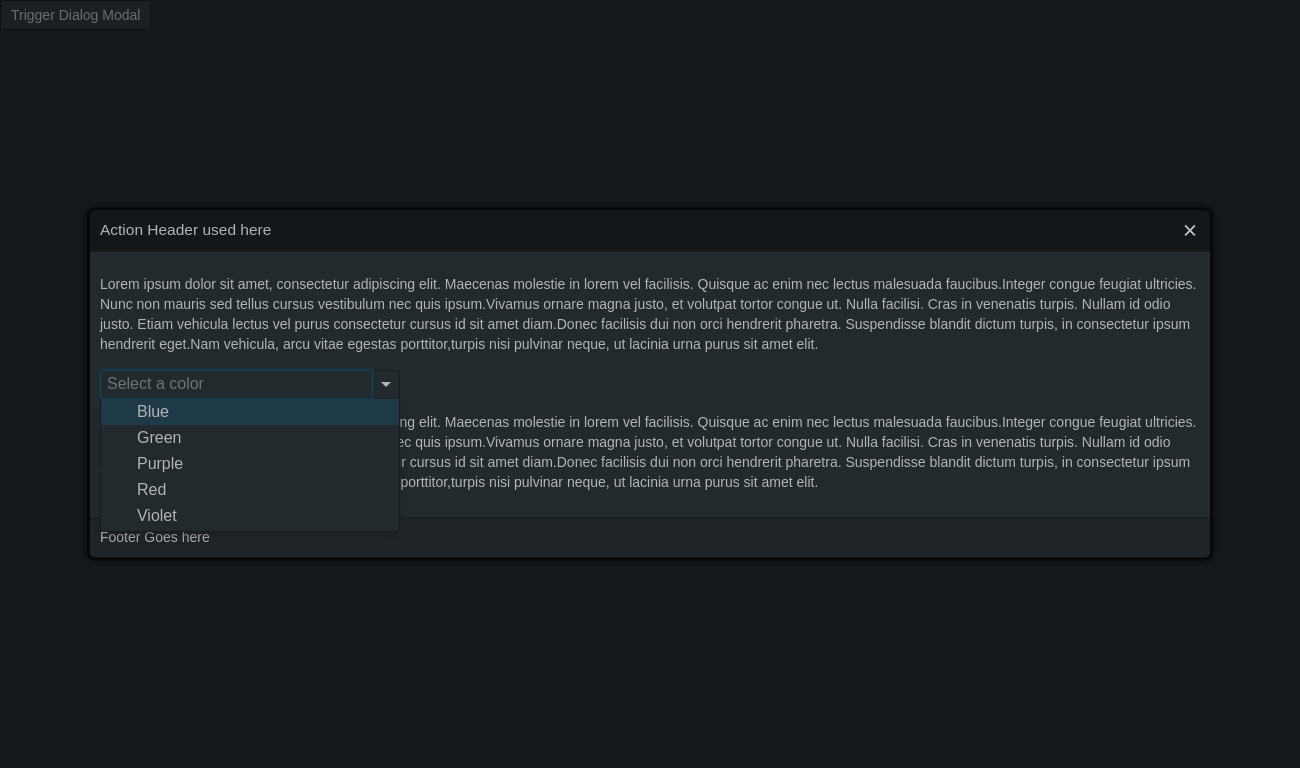 Trigger Dialog Modal
Action Header used here
Lorem ipsum dolor sit amet, consectetur adipiscing elit. Maecenas molestie in lorem vel facilisis. Quisque ac enim nec lectus malesuada faucibus.Integer congue feugiat ultricies.
Nunc non mauris sed tellus cursus vestibulum nec quis ipsum.Vivamus ornare magna justo, et volutpat tortor congue ut. Nulla facilisi. Cras in venenatis turpis. Nullam id odio
justo. Etiam vehicula lectus vel purus consectetur cursus id sit amet diam.Donec facilisis dui non orci hendrerit pharetra. Suspendisse blandit dictum turpis, in consectetur ipsum
hendrerit eget.Nam vehicula, arcu vitae egestas porttitor,turpis nisi pulvinar neque, ut lacinia urna purus sit amet elit.
Select a color
Blue
Green
Purple
Red
Violet
elit. Maecenas molestie in lorem vel facilisis. Quisque ac enim nec lectus malesuada faucibus.Integer congue feugiat ultricies.
quis ipsum.Vivamus ornare magna justo, et volutpat tortor congue ut. Nulla facilisi. Cras in venenatis turpis. Nullam id odio
cursus id sit amet diam.Donec facilisis dui non orci hendrerit pharetra. Suspendisse blandit dictum turpis, in consectetur ipsum
porttitor,turpis nisi pulvinar neque, ut lacinia urna purus sit amet elit.
Footer Goes here